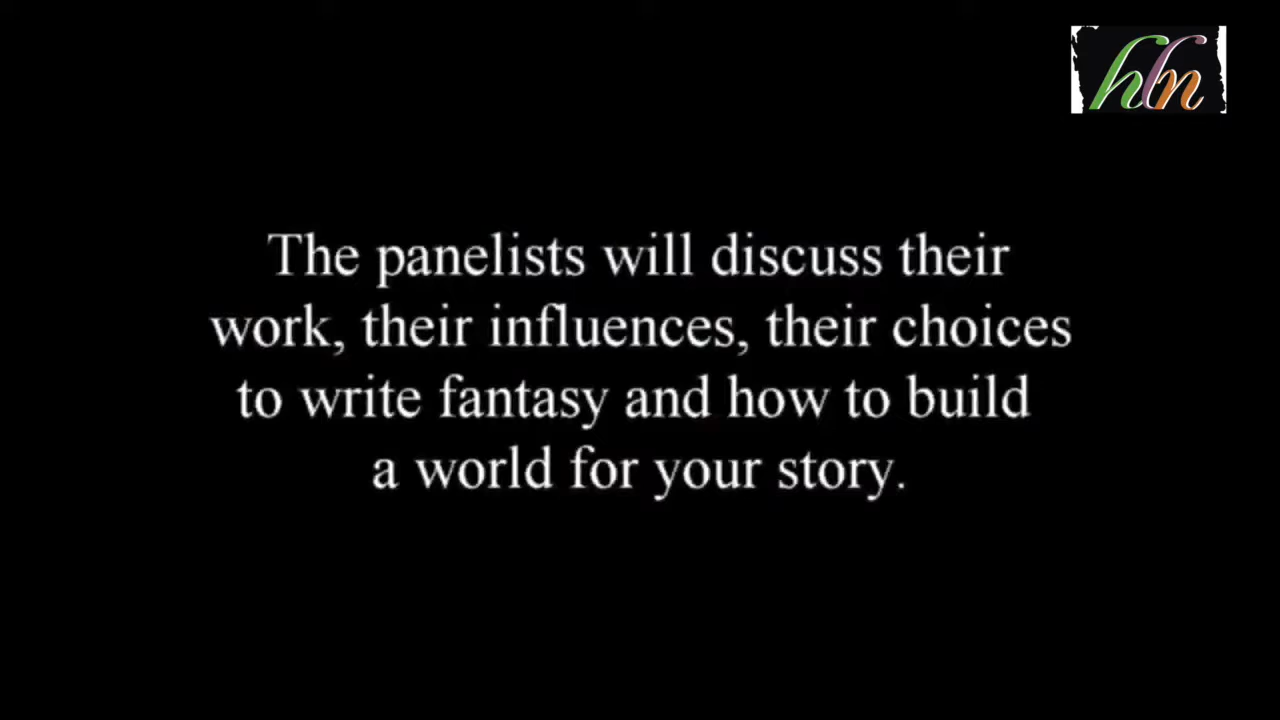 hln
The panelists will discuss their
work, their influences, their choices
to write fantasy and how to build
a world for your story.